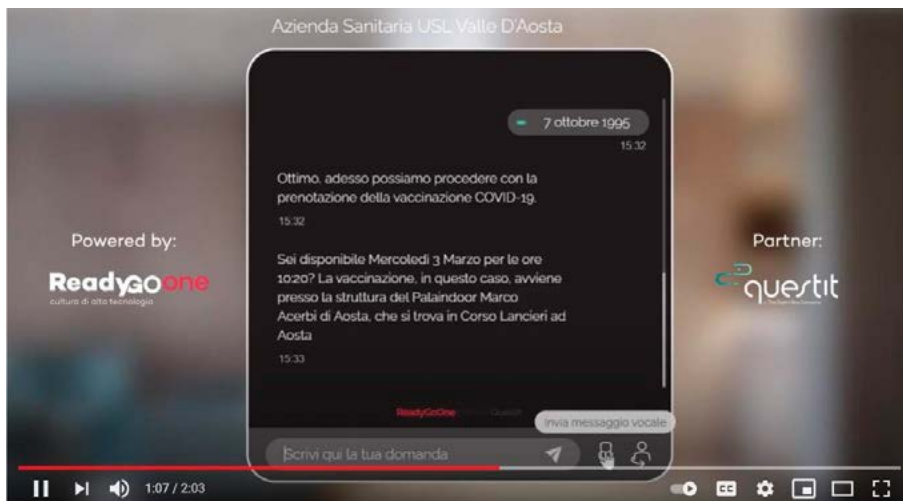 Azienda Sanitaria USL Valle D'Aosta
7 ottobre 1995
15:32
Ottimo, adesso possiamo procedere con la
prenotazione della vaccinazione COVID-19.
15:32
Sei disponibile Mercoledì 3 Marzo per le ore
10:20? La vaccinazione, in questo caso, avviene
presso la struttura del Palaindoor Marco
Acerbi di Aosta, che si trova in Corso Lancieri ad
Aosta
15:33
Powered by:
ReadyGoOne
cultura di alta tecnologia
Partner:
questit
ReadyGoOne
Invia messaggio vocale
Scrivi qui la tua domanda
1:07 / 2:03
CC